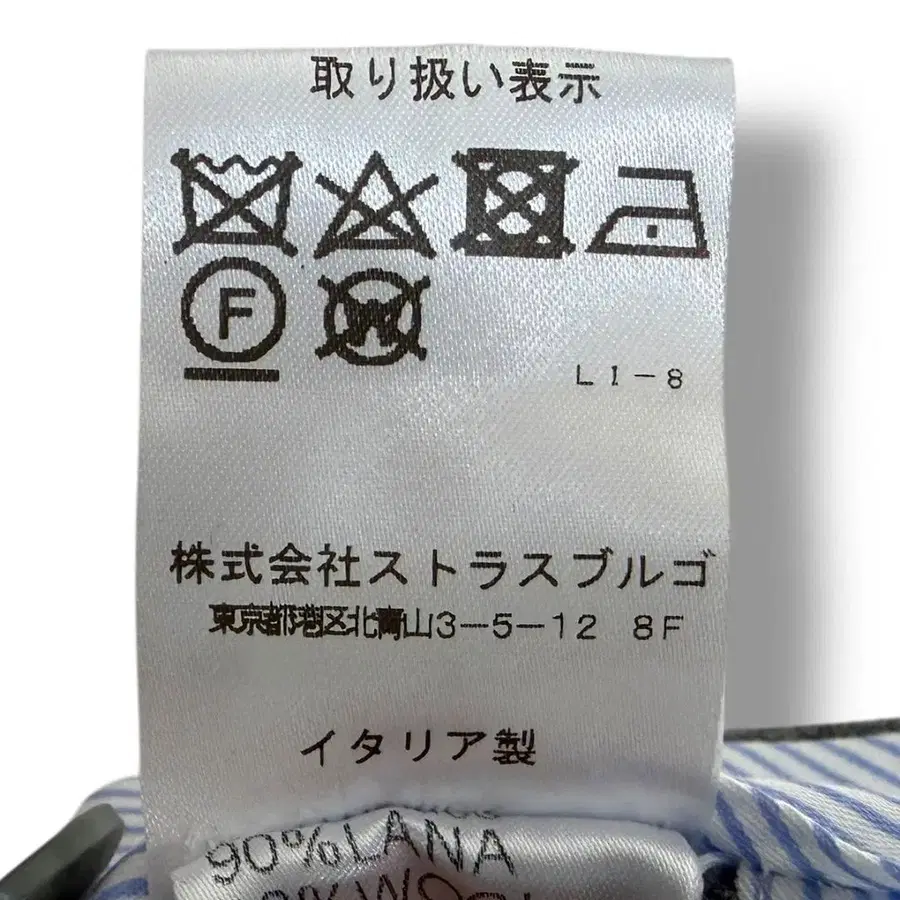 取り扱い表示
F
W
L1-8
株式会社ストラスブルゴ
東京都港区北青山3-5-12 8F
イタリア製
90%LANA